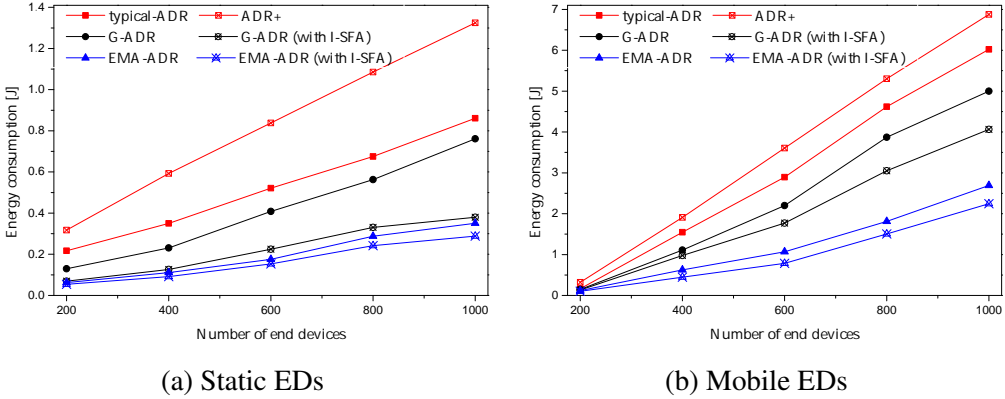 typical-ADR
ADR+
G-ADR
G-ADR (with I-SFA)
EMA-ADR
EMA-ADR (with I-SFA)
Energy consumption [J]
1.4
1.2
1.0
0.8
0.6
0.4
0.2
0.0
200 400 600 800 1000
Number of end devices
(a) Static EDs
typical-ADR
ADR+
G-ADR
G-ADR (with I-SFA)
EMA-ADR
EMA-ADR (with I-SFA)
Energy consumption [J]
7
6
5
4
3
2
1
0
200 400 600 800 1000
Number of end devices
(b) Mobile EDs